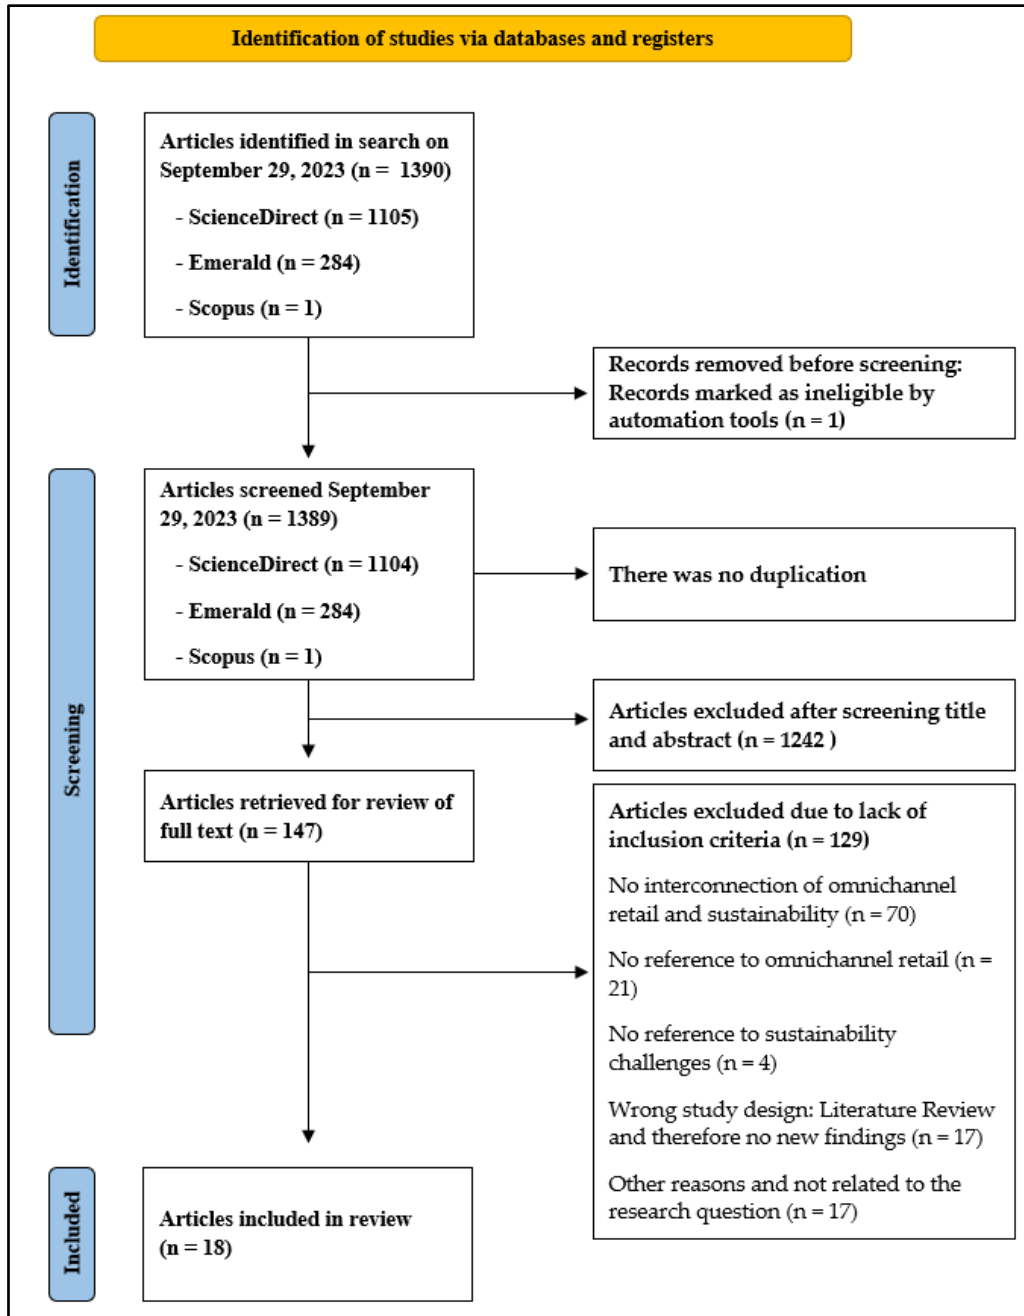 Identification of studies via databases and registers
Identification
Articles identified in search on
September 29, 2023 (n =  1390)
- ScienceDirect (n = 1105)
- Emerald (n = 284)
- Scopus (n = 1)
Records removed before screening:
Records marked as ineligible by
automation tools (n = 1)
Screening
Articles screened September
29, 2023 (n = 1389)
- ScienceDirect (n = 1104)
- Emerald (n = 284)
- Scopus (n = 1)
There was no duplication
Articles excluded after screening title
and abstract (n = 1242 )
Articles retrieved for review of
full text (n = 147)
Articles excluded due to lack of
inclusion criteria (n = 129)
No interconnection of omnichannel
retail and sustainability (n = 70)
No reference to omnichannel retail (n =
21)
No reference to sustainability
challenges (n = 4)
Wrong study design: Literature Review
and therefore no new findings (n = 17)
Other reasons and not related to the
research question (n = 17)
Included
Articles included in review
(n = 18)